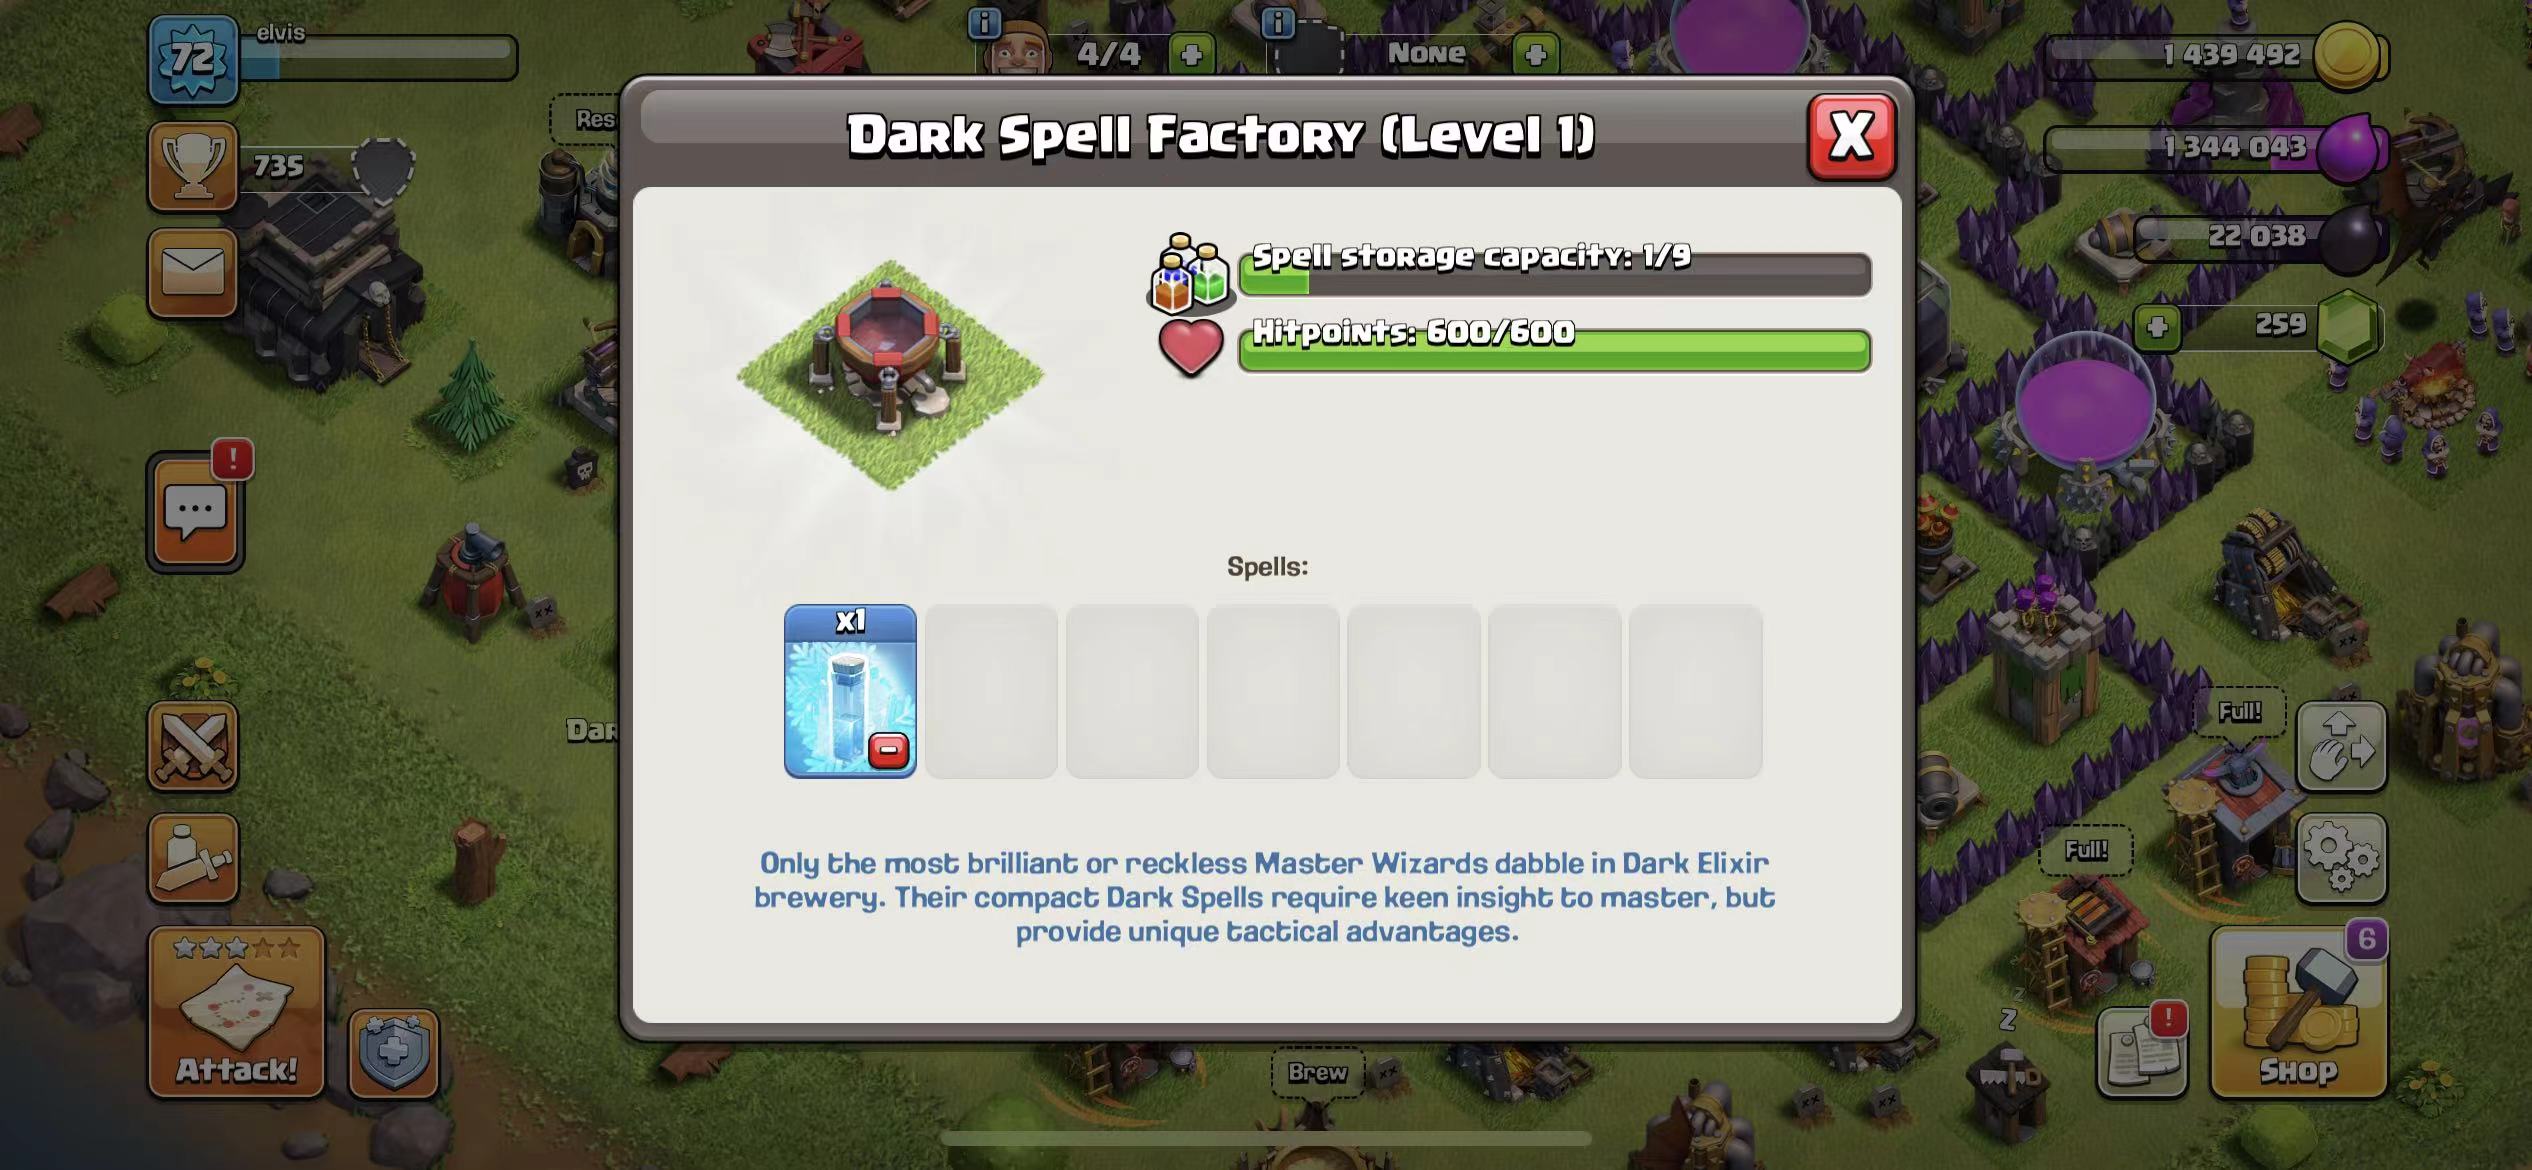 elvis
72
4/4
None
1 439 492
Res
Dark Spell Factory (Level 1)
X
735
1 344 043
22 038
Spell storage capacity: 1/9
Hitpoints: 600/600
259
Spells:
x1
Dar
Full!
Full!
Only the most brilliant or reckless Master Wizards dabble in Dark Elixir
brewery. Their compact Dark Spells require keen insight to master, but
provide unique tactical advantages.
6
Attack!
Brew
Z
Z
Shop